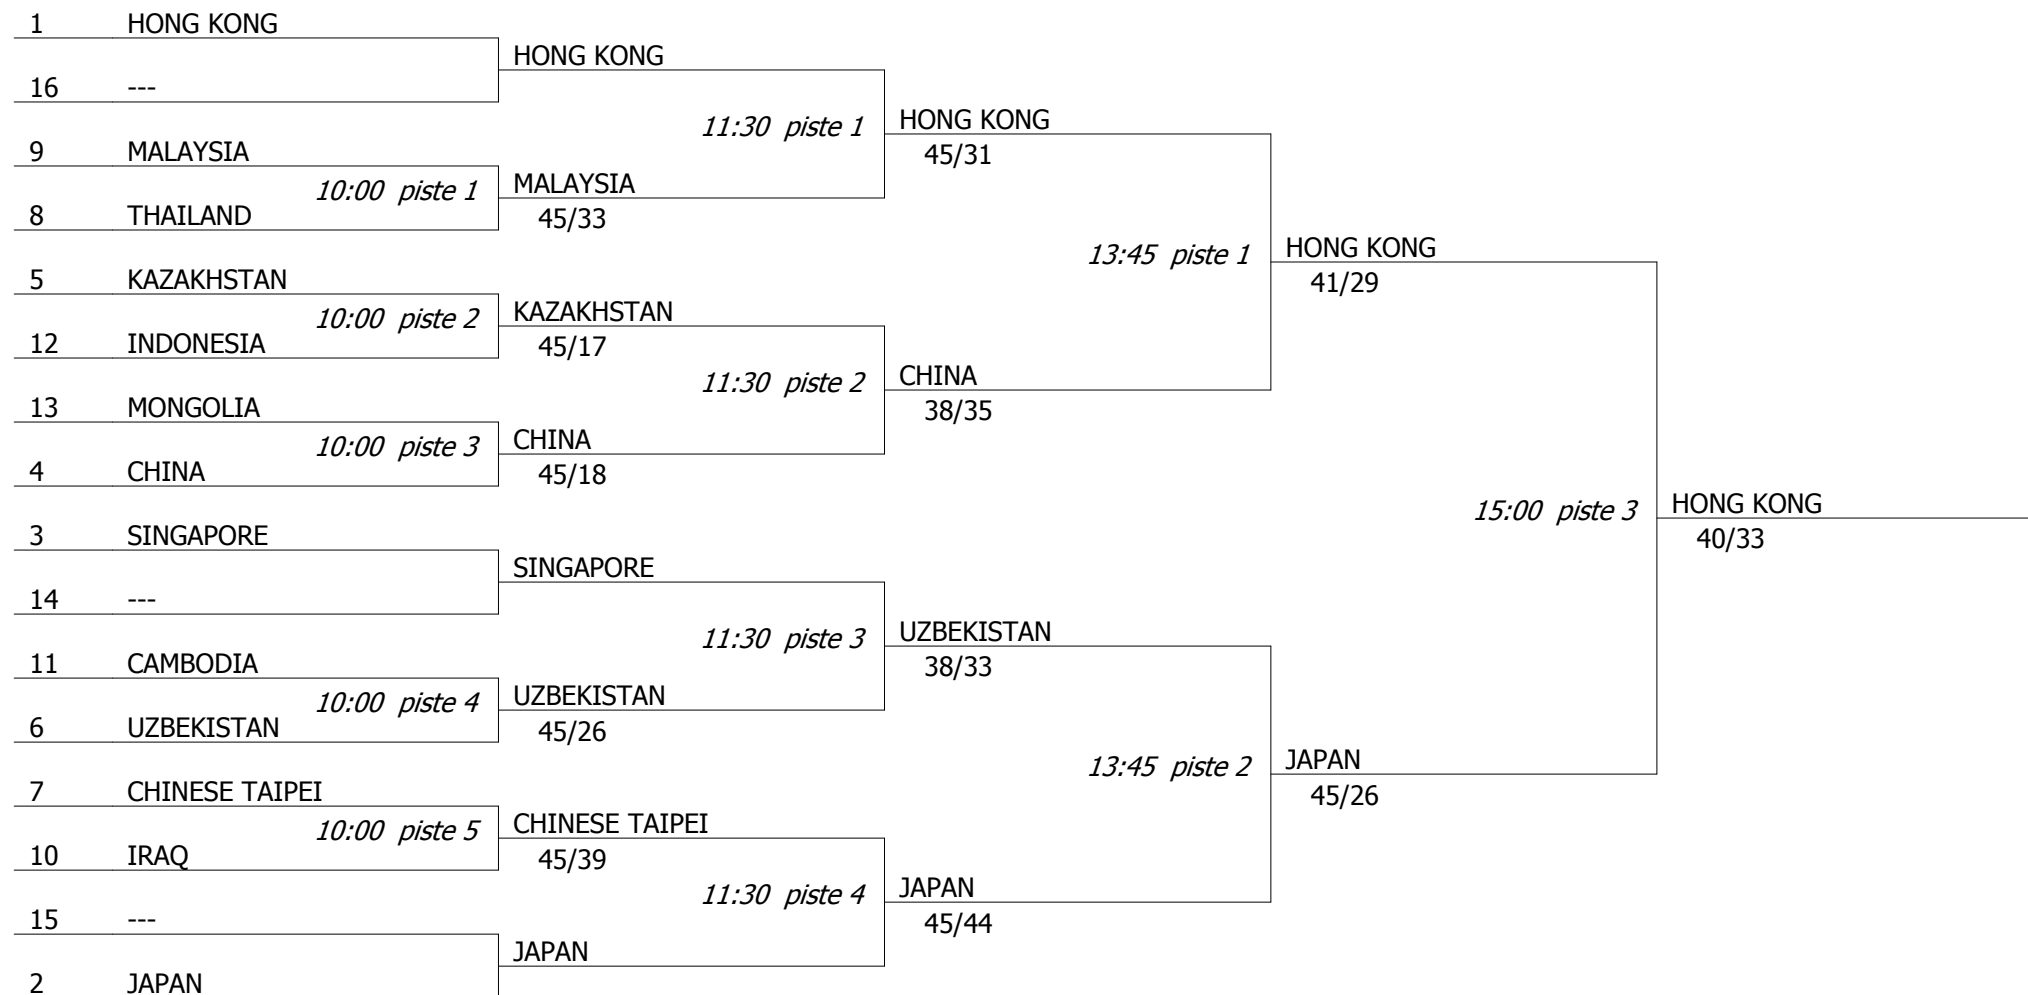 1 HONG KONG
HONG KONG
16 ---
11:30 piste 1 HONG KONG
9 MALAYSIA
45/31
10:00 piste 1 MALAYSIA
8 THAILAND
45/33
13:45 piste 1 HONG KONG
5 KAZAKHSTAN
41/29
10:00 piste 2 KAZAKHSTAN
12 INDONESIA
45/17
11:30 piste 2 CHINA
13 MONGOLIA
38/35
10:00 piste 3 CHINA
4 CHINA
45/18
15:00 piste 3 HONG KONG
3 SINGAPORE
40/33
SINGAPORE
14 ---
11:30 piste 3 UZBEKISTAN
11 CAMBODIA
38/33
10:00 piste 4 UZBEKISTAN
6 UZBEKISTAN
45/26
13:45 piste 2 JAPAN
7 CHINESE TAIPEI
45/26
10:00 piste 5 CHINESE TAIPEI
10 IRAQ
45/39
11:30 piste 4 JAPAN
15 ---
45/44
JAPAN
2 JAPAN